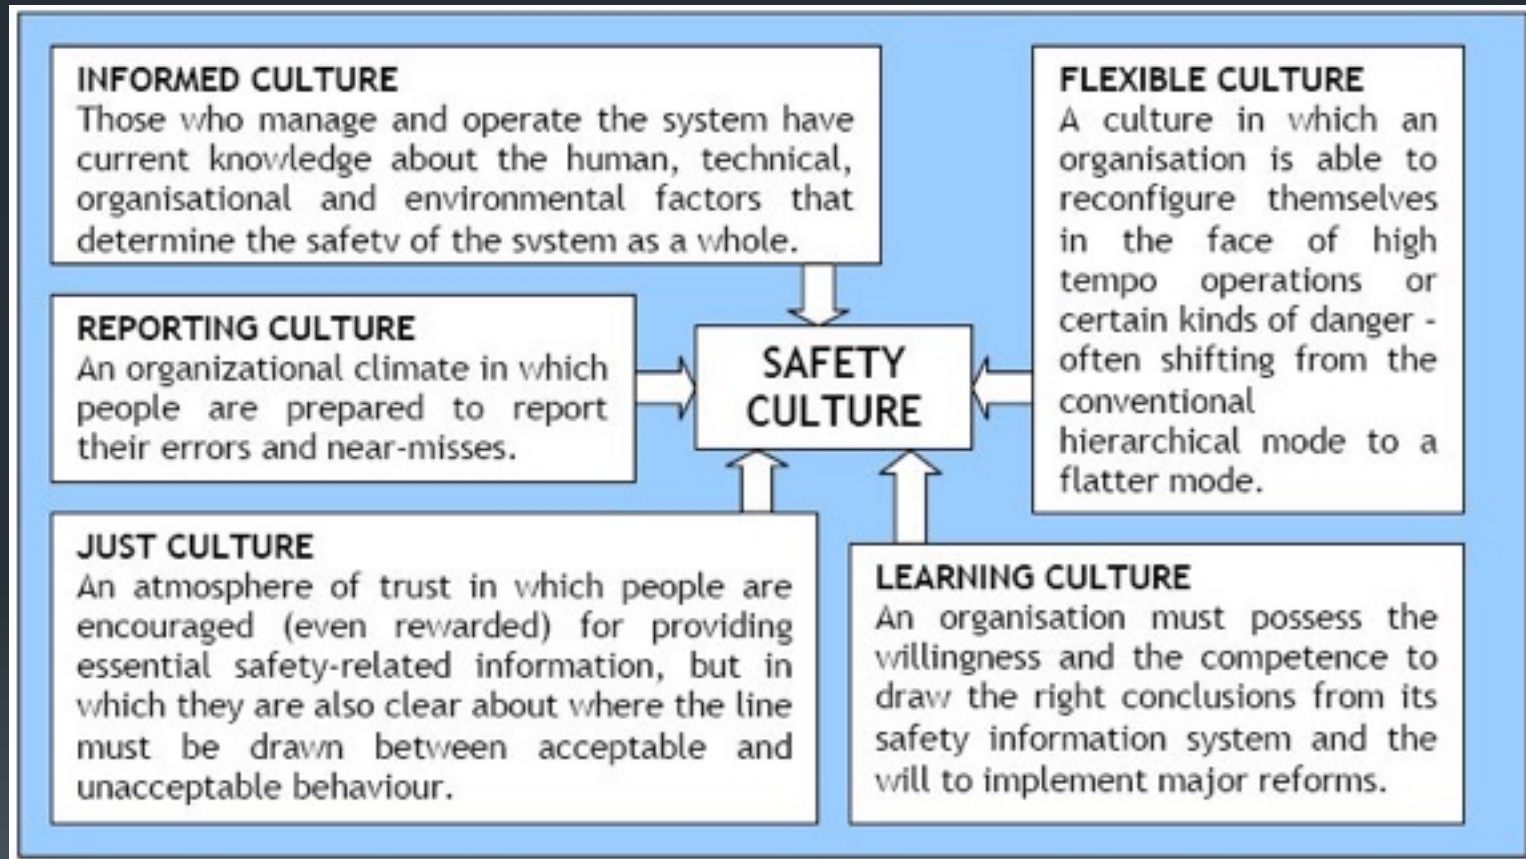 INFORMED CULTURE
Those who manage and operate the system have
current knowledge about the human, technical,
organisational and environmental factors that
determine the safety of the system as a whole.
REPORTING CULTURE
An organizational climate in which
people are prepared to report
their errors and near-misses.
SAFETY
CULTURE
FLEXIBLE CULTURE
A culture in which an
organisation is able to
reconfigure themselves
in the face of high
tempo operations or
certain kinds of danger -
often shifting from the
conventional
hierarchical mode to a
flatter mode.
JUST CULTURE
An atmosphere of trust in which people are
encouraged (even rewarded) for providing
essential safety-related information, but in
which they are also clear about where the line
must be drawn between acceptable and
unacceptable behaviour.
LEARNING CULTURE
An organisation must possess the
willingness and the competence to
draw the right conclusions from its
safety information system and the
will to implement major reforms.